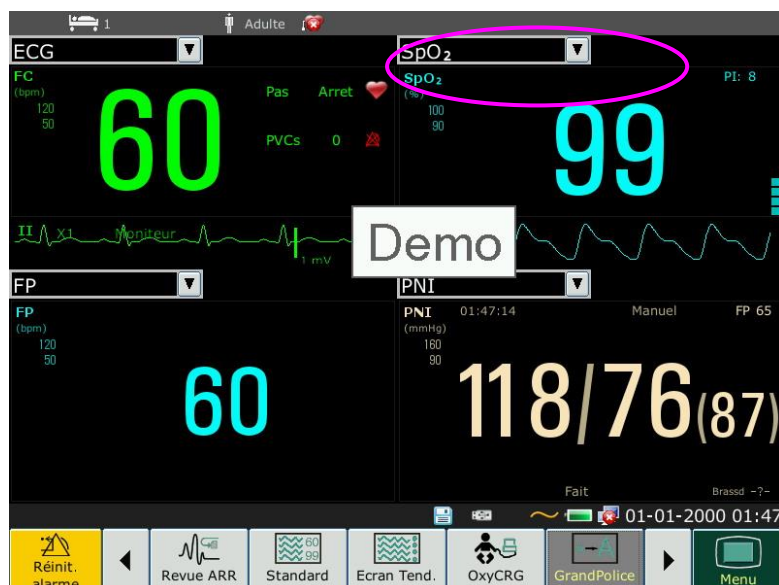 1 Adulte
ECG
SpO₂
FC
(bpm)
120
50
60
Pas Arret
PVCs 0
SpO₂
(%)
100
90
99
PI: 8
II X1 Moniteur
1 mV
Demo
FP
PNI
FP
(bpm)
120
50
60
PNI 01:47:14 Manuel FP 65
(mmHg)
160
90
118/76(87)
Fait Brassd -?-
01-01-2000 01:47
Réinit.
alarme
Revue ARR
60
99
Standard
Ecran Tend.
OxyCRG
GrandPolice
Menu